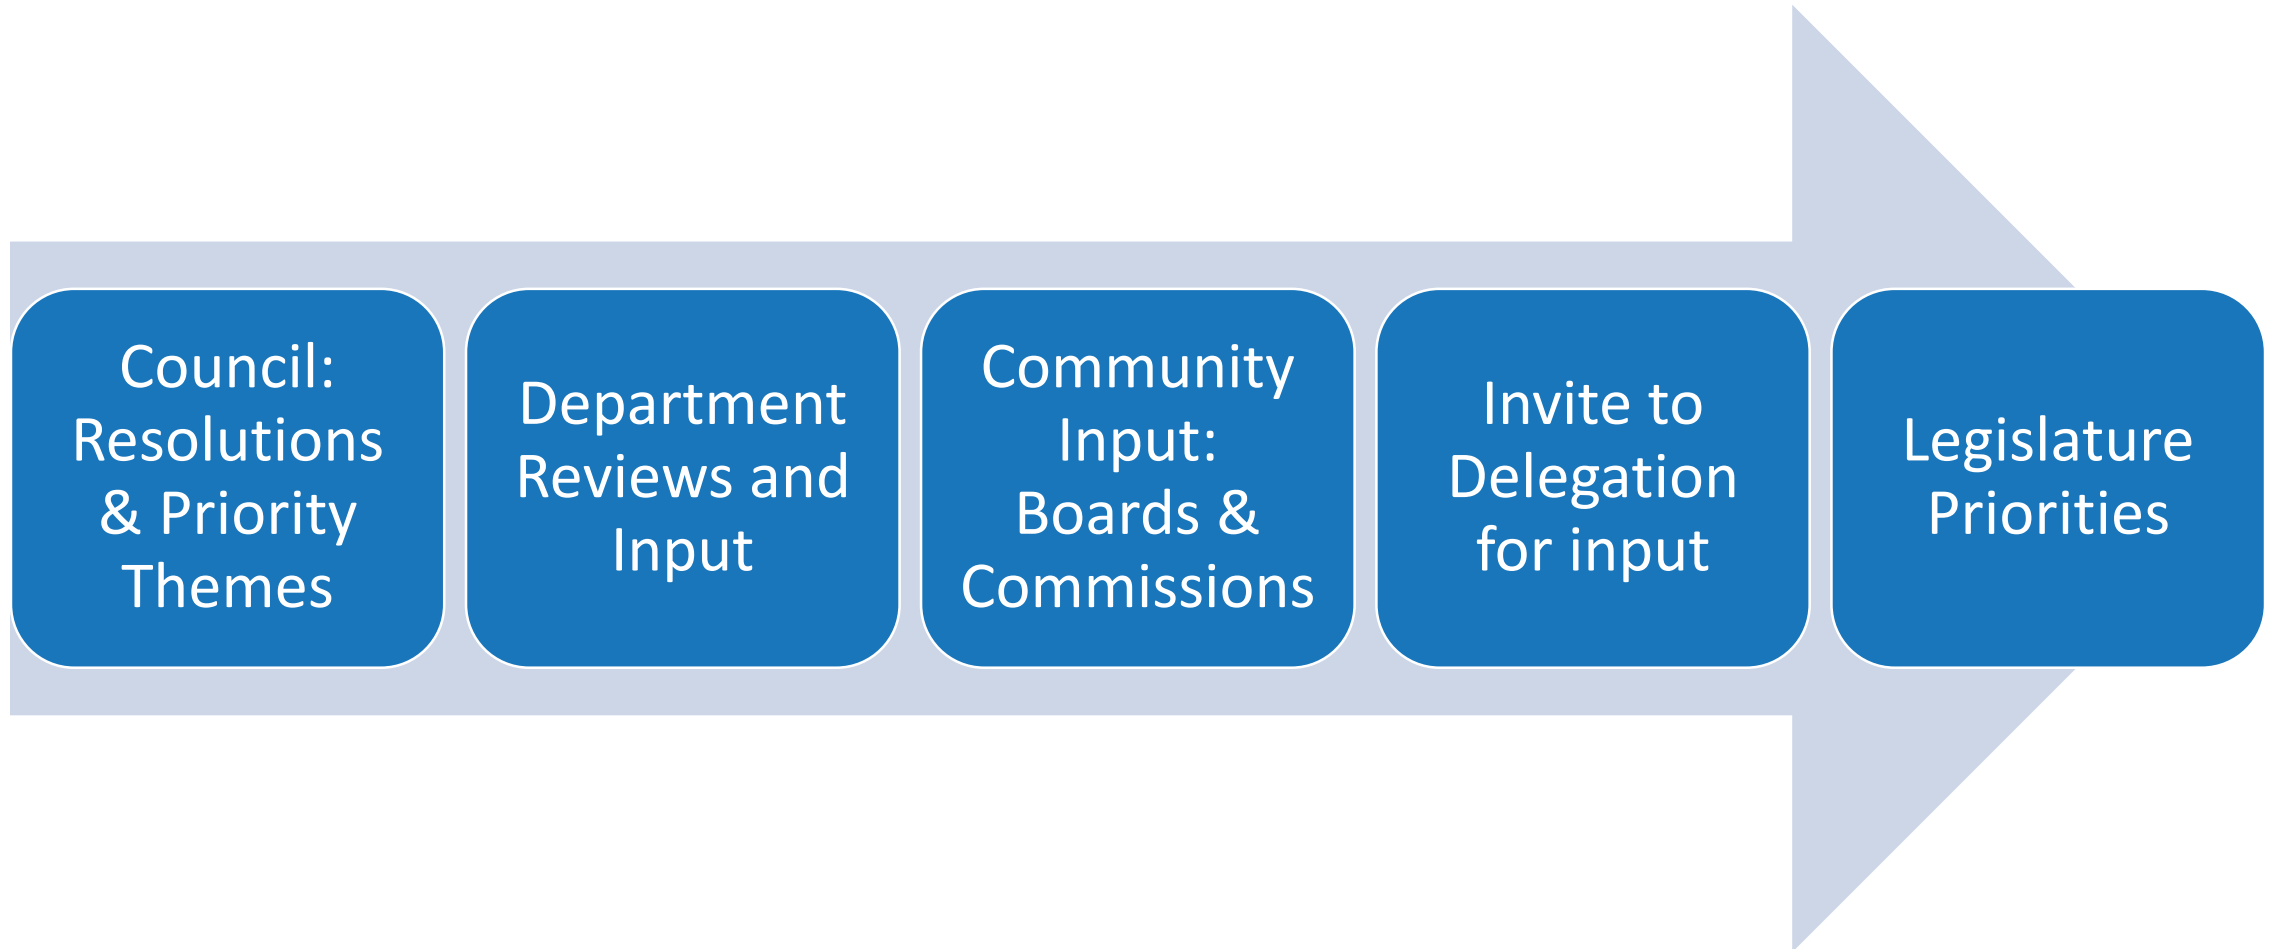 Council:
Resolutions
& Priority
Themes
Department
Reviews and
Input
Community
Input:
Boards &
Commissions
Invite to
Delegation
for input
Legislature
Priorities